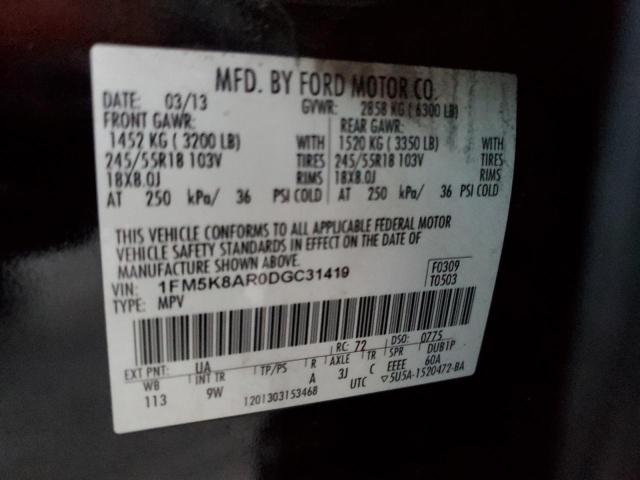 MFD. BY FORD MOTOR CO.
DATE: 03/13 GVWR: 2858 KG ( 6300 LB)
FRONT GAWR: REAR GAWR:
1452 KG ( 3200 LB) WITH 1520 KG ( 3350 LB) WITH
245/55R18 103V TIRES 245/55R18 103V TIRES
18X8.0J RIMS 18X8.0J RIMS
AT 250 kPa/ 36 PSI COLD AT 250 kPa/ 36 PSI COLD
THIS VEHICLE CONFORMS TO ALL APPLICABLE FEDERAL MOTOR
VEHICLE SAFETY STANDARDS IN EFFECT ON THE DATE OF
MANUFACTURE SHOWN ABOVE.
VIN: 1FM5K8AR0DGC31419 F0309
TYPE: MPV T0503
EXT PNT: UA RC: 72 DSO: 0775
WB INT TR TP/PS R AXLE TR SPR DUB1P
113 9W A 3J C EEEE 60A
1201303153468 UTC 5U5A-1520472-BA